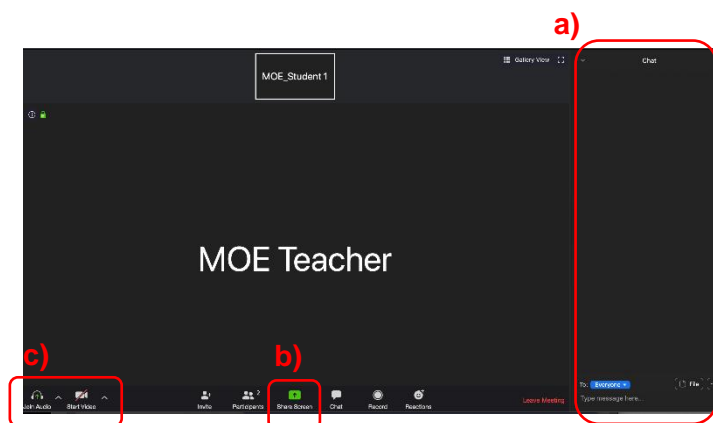 a)
MOE_Student 1
Gallery View
Chat
MOE Teacher
c)
b)
To: Everyone
File
Type message here...
Join Audio
Start Video
Invite
Participants
2
Share Screen
Chat
Record
Reactions
Leave Meeting